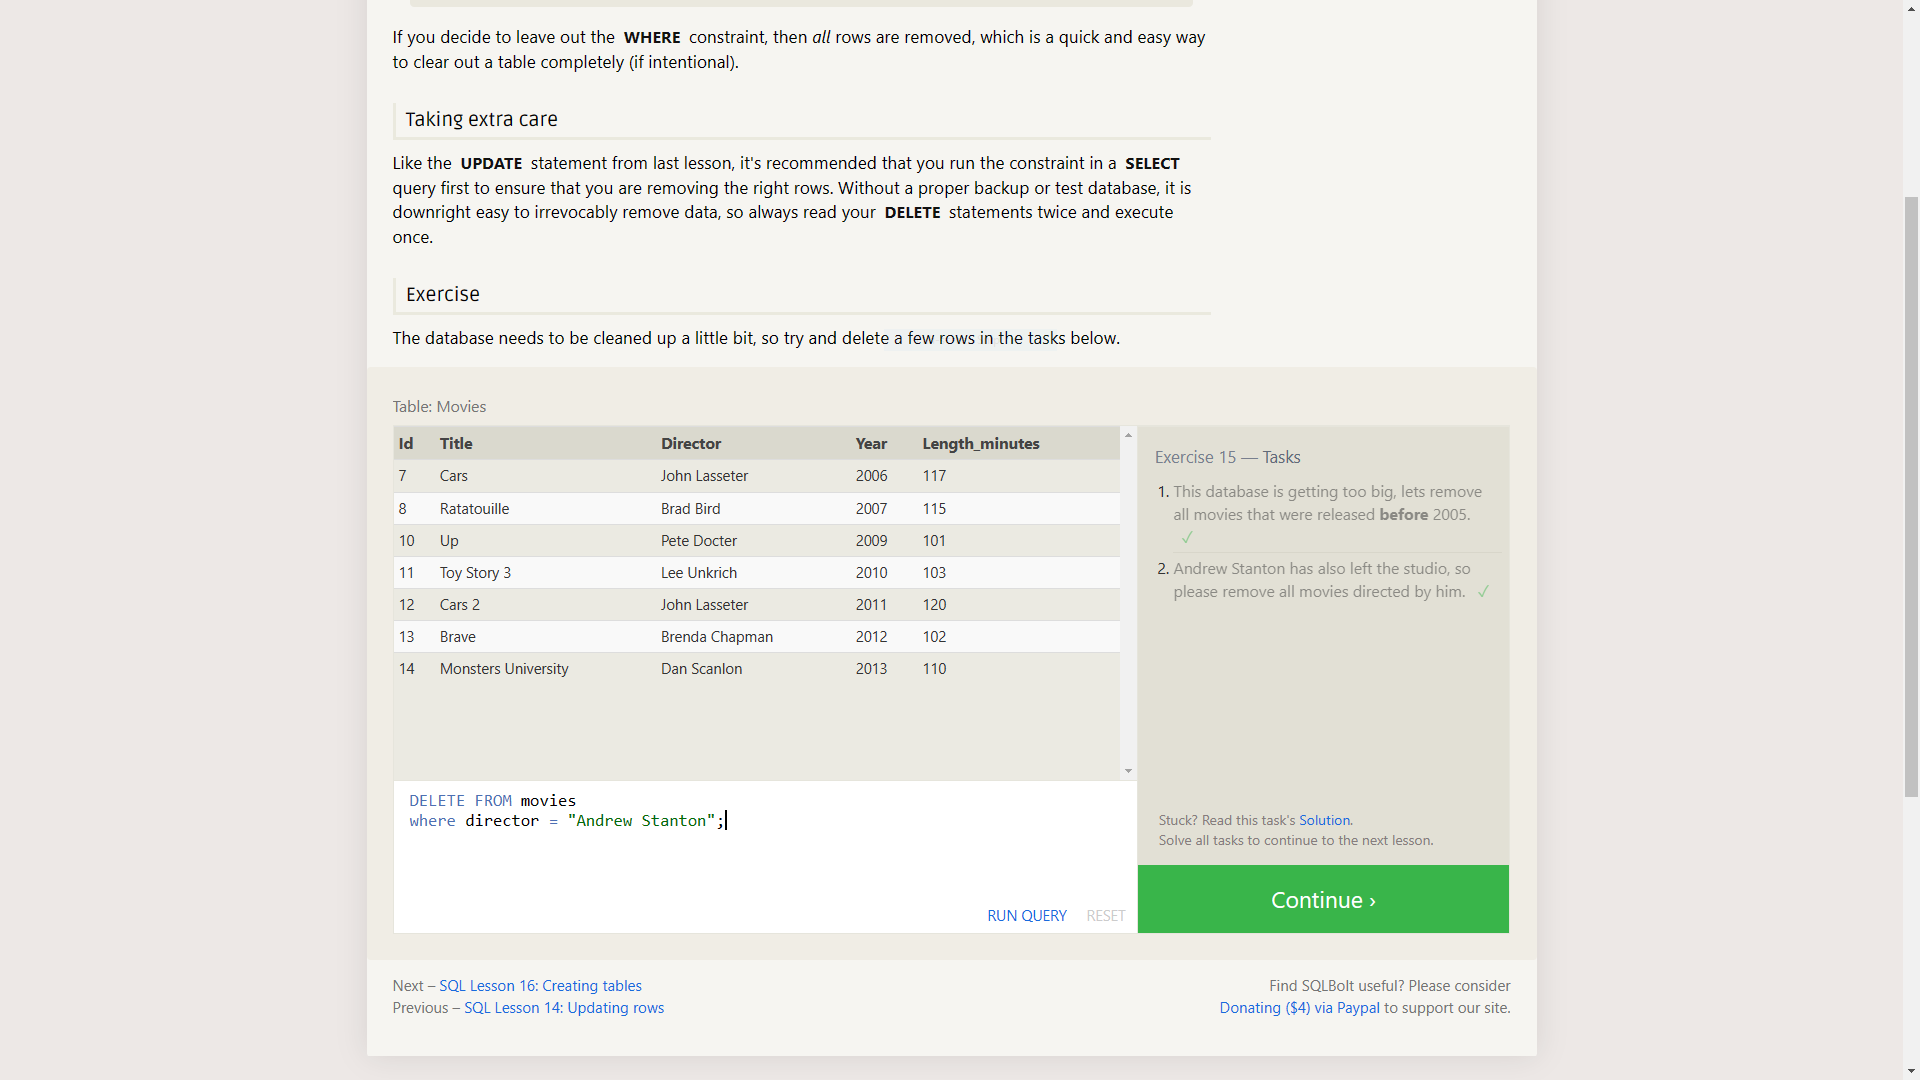 If you decide to leave out the WHERE constraint, then all rows are removed, which is a quick and easy way
to clear out a table completely (if intentional).
Taking extra care
Like the UPDATE statement from last lesson, it's recommended that you run the constraint in a SELECT
query first to ensure that you are removing the right rows. Without a proper backup or test database, it is
downright easy to irrevocably remove data, so always read your DELETE statements twice and execute
once.
Exercise
The database needs to be cleaned up a little bit, so try and delete a few rows in the tasks below.
Table: Movies
Id Title Director Year Length_minutes
7 Cars John Lasseter 2006 117
8 Ratatouille Brad Bird 2007 115
10 Up Pete Docter 2009 101
11 Toy Story 3 Lee Unkrich 2010 103
12 Cars 2 John Lasseter 2011 120
13 Brave Brenda Chapman 2012 102
14 Monsters University Dan Scanlon 2013 110
DELETE FROM movies
where director = "Andrew Stanton";
RUN QUERY RESET
Exercise 15 — Tasks
1. This database is getting too big, lets remove
all movies that were released before 2005.
✓
2. Andrew Stanton has also left the studio, so
please remove all movies directed by him. ✓
Stuck? Read this task's Solution.
Solve all tasks to continue to the next lesson.
Continue ›
Next – SQL Lesson 16: Creating tables
Previous – SQL Lesson 14: Updating rows
Find SQLBolt useful? Please consider
Donating ($4) via Paypal to support our site.